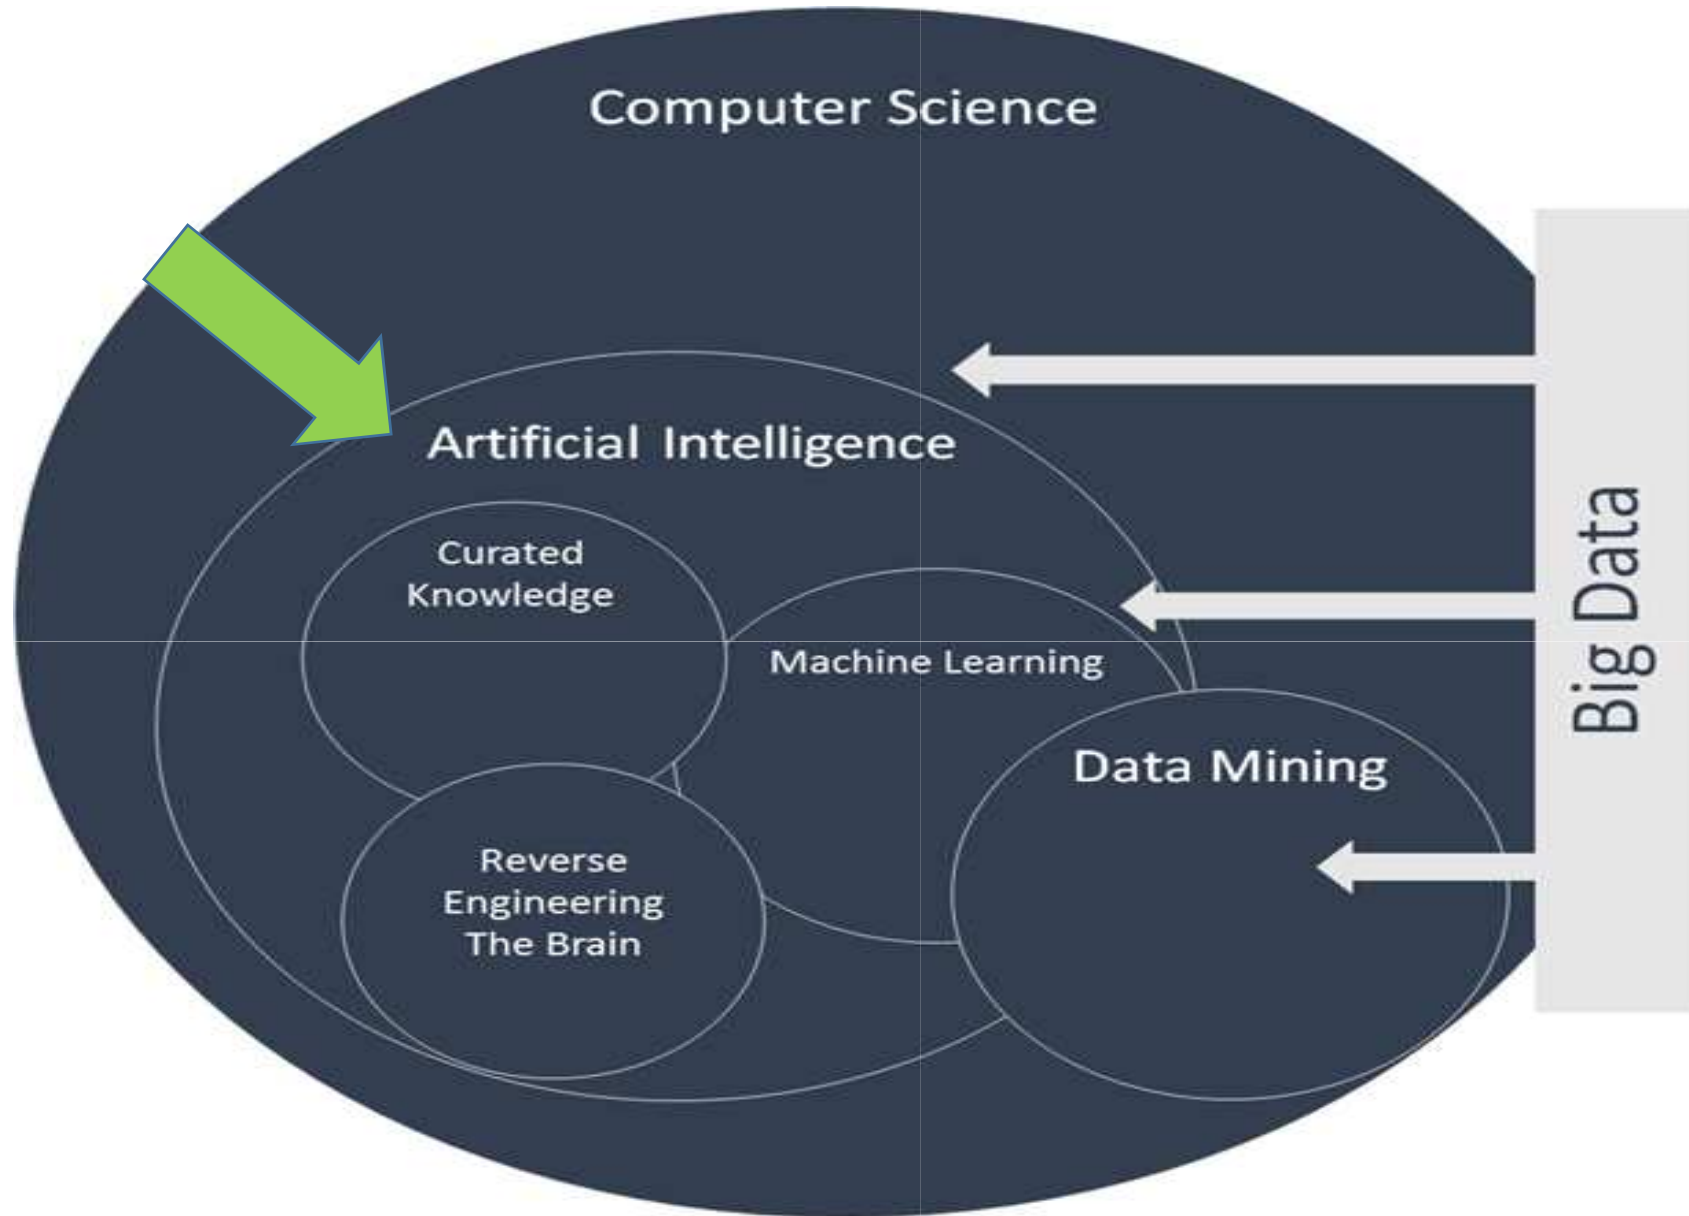 Computer Science
Artificial Intelligence
Curated
Knowledge
Machine Learning
Data Mining
Reverse
Engineering
The Brain
Big Data